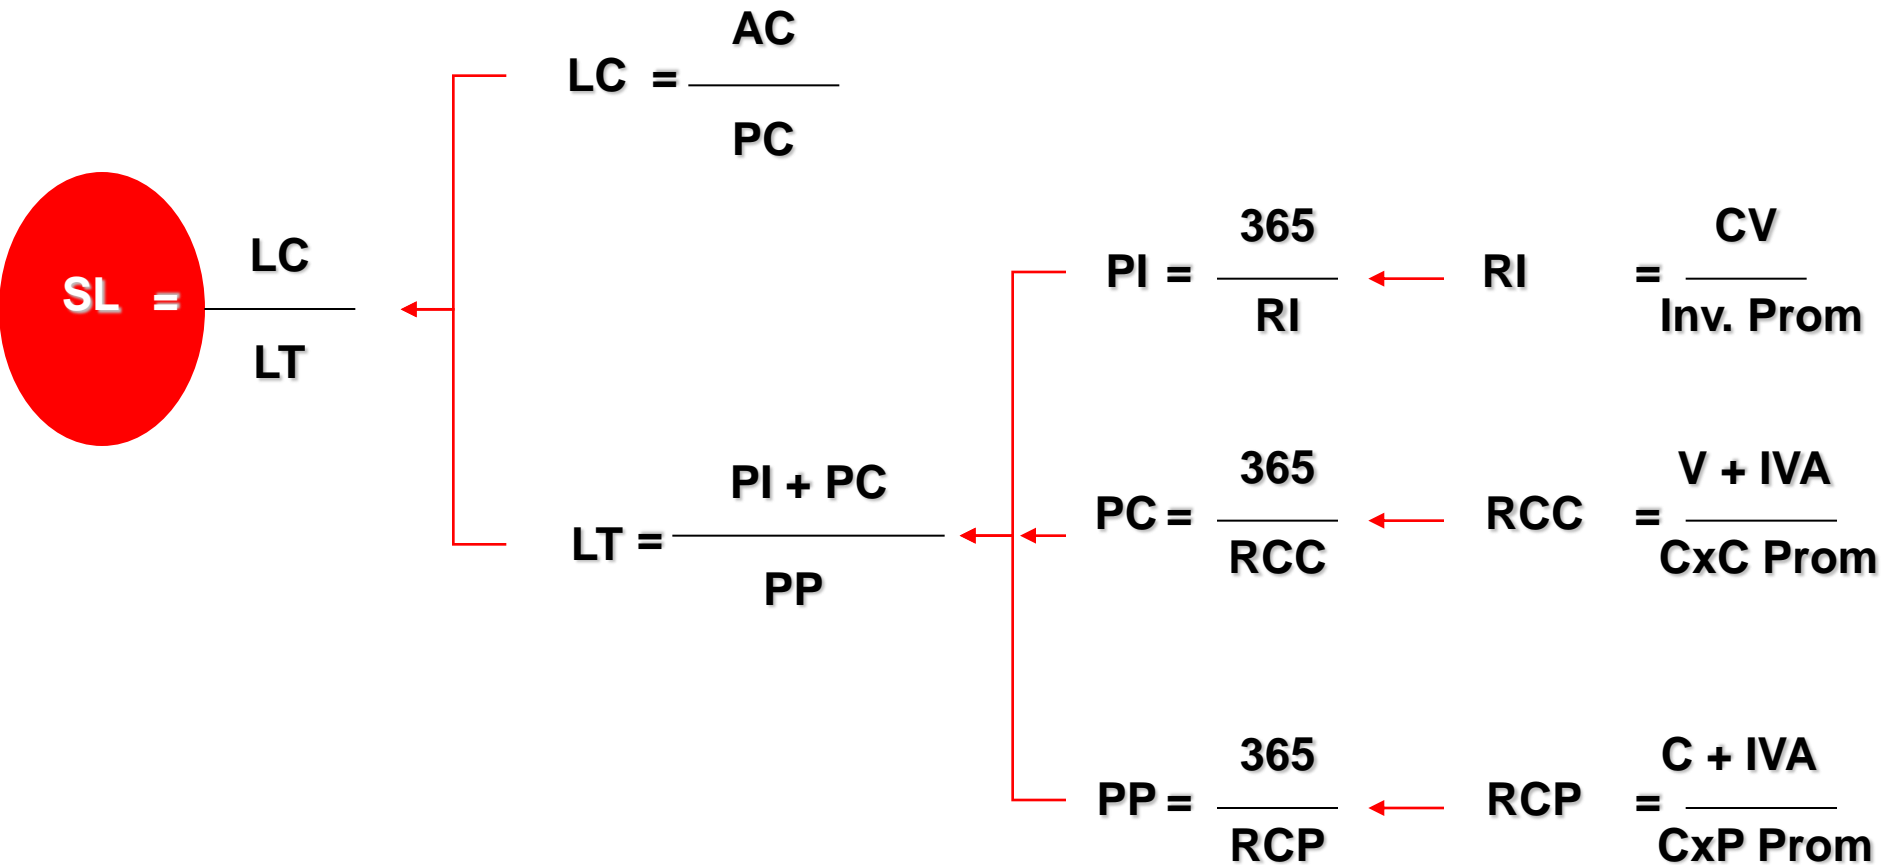 SL = LC
LT
LC = AC
PC
LT = PI + PC
PP
PI = 365
RI
RI = CV
Inv. Prom
PC = 365
RCC
RCC = V + IVA
CxC Prom
PP = 365
RCP
RCP = C + IVA
CxP Prom